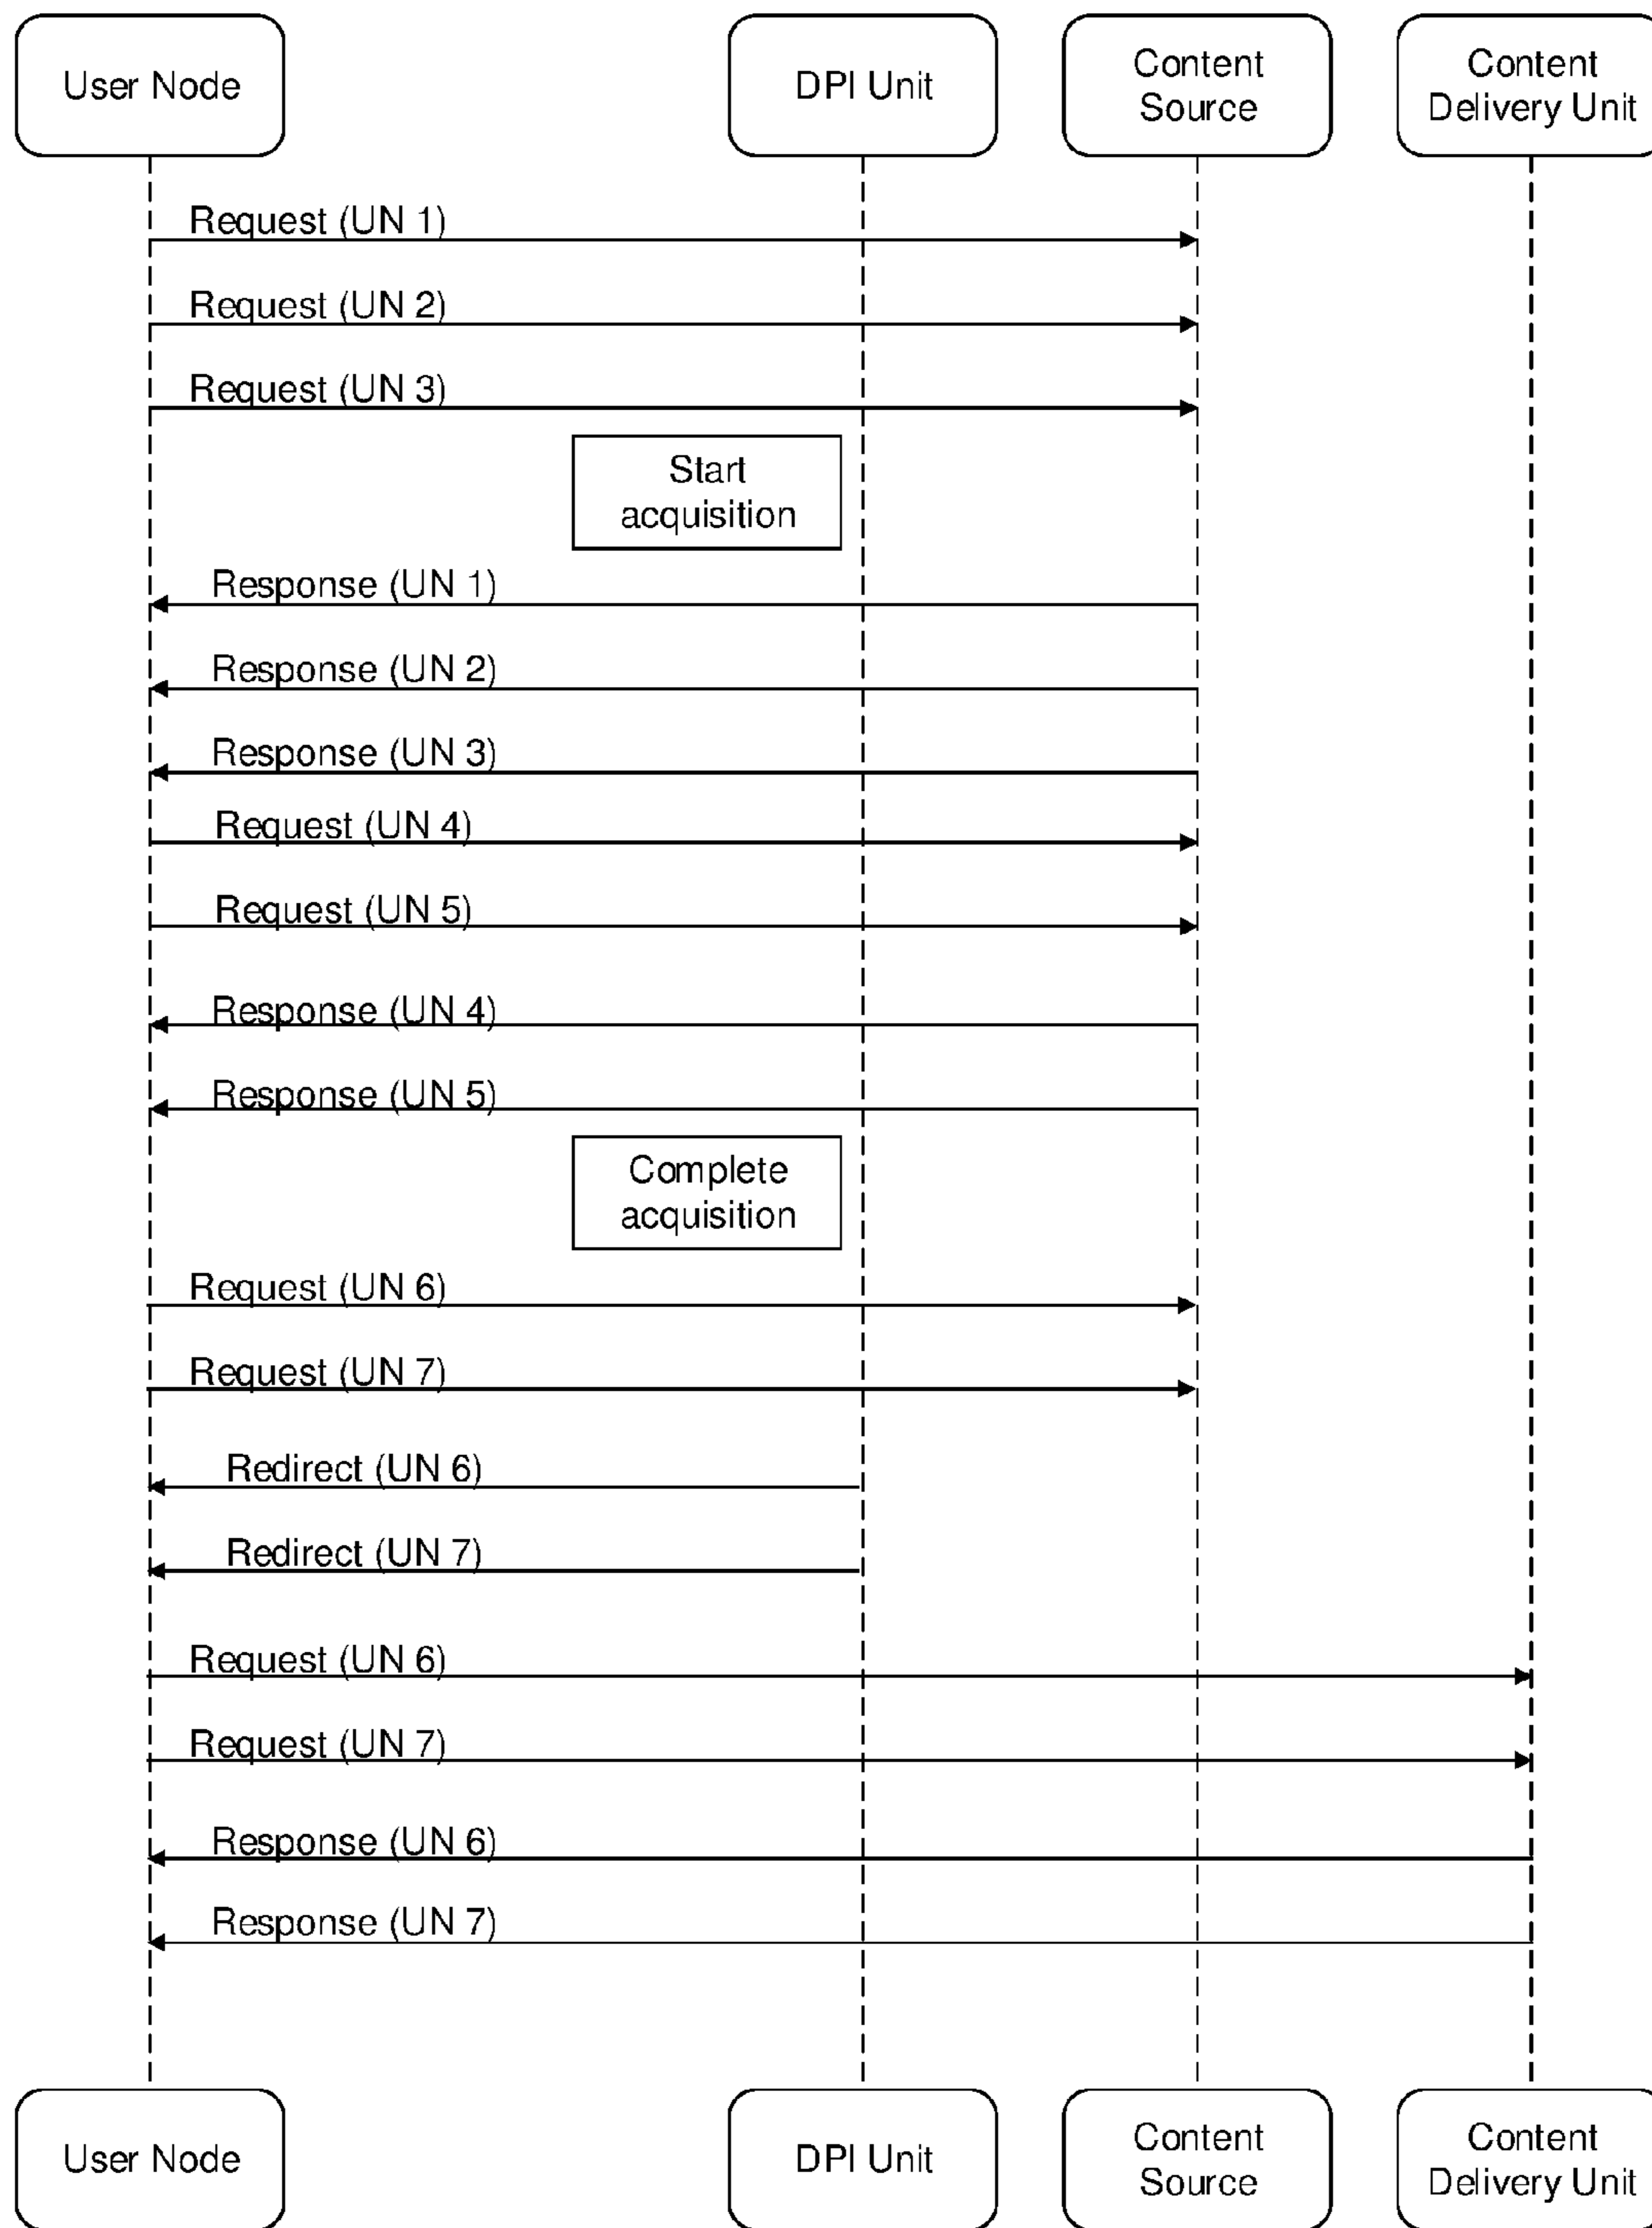 User Node
DPI Unit
Content
Source
Content
Delivery Unit
Request (UN 1)
Request (UN 2)
Request (UN 3)
Start
acquisition
Response (UN 1)
Response (UN 2)
Response (UN 3)
Request (UN 4)
Request (UN 5)
Response (UN 4)
Response (UN 5)
Complete
acquisition
Request (UN 6)
Request (UN 7)
Redirect (UN 6)
Redirect (UN 7)
Request (UN 6)
Request (UN 7)
Response (UN 6)
Response (UN 7)
User Node
DPI Unit
Content
Source
Content
Delivery Unit